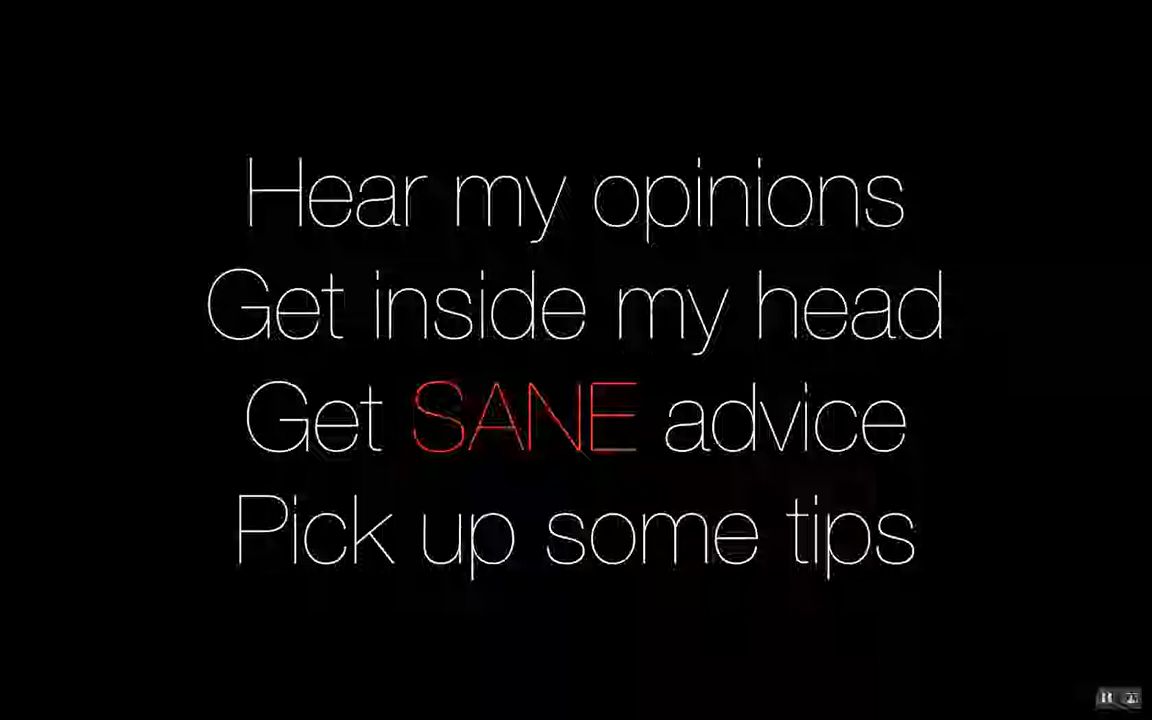 Hear my opinions
Get inside my head
Get SANE advice
Pick up some tips